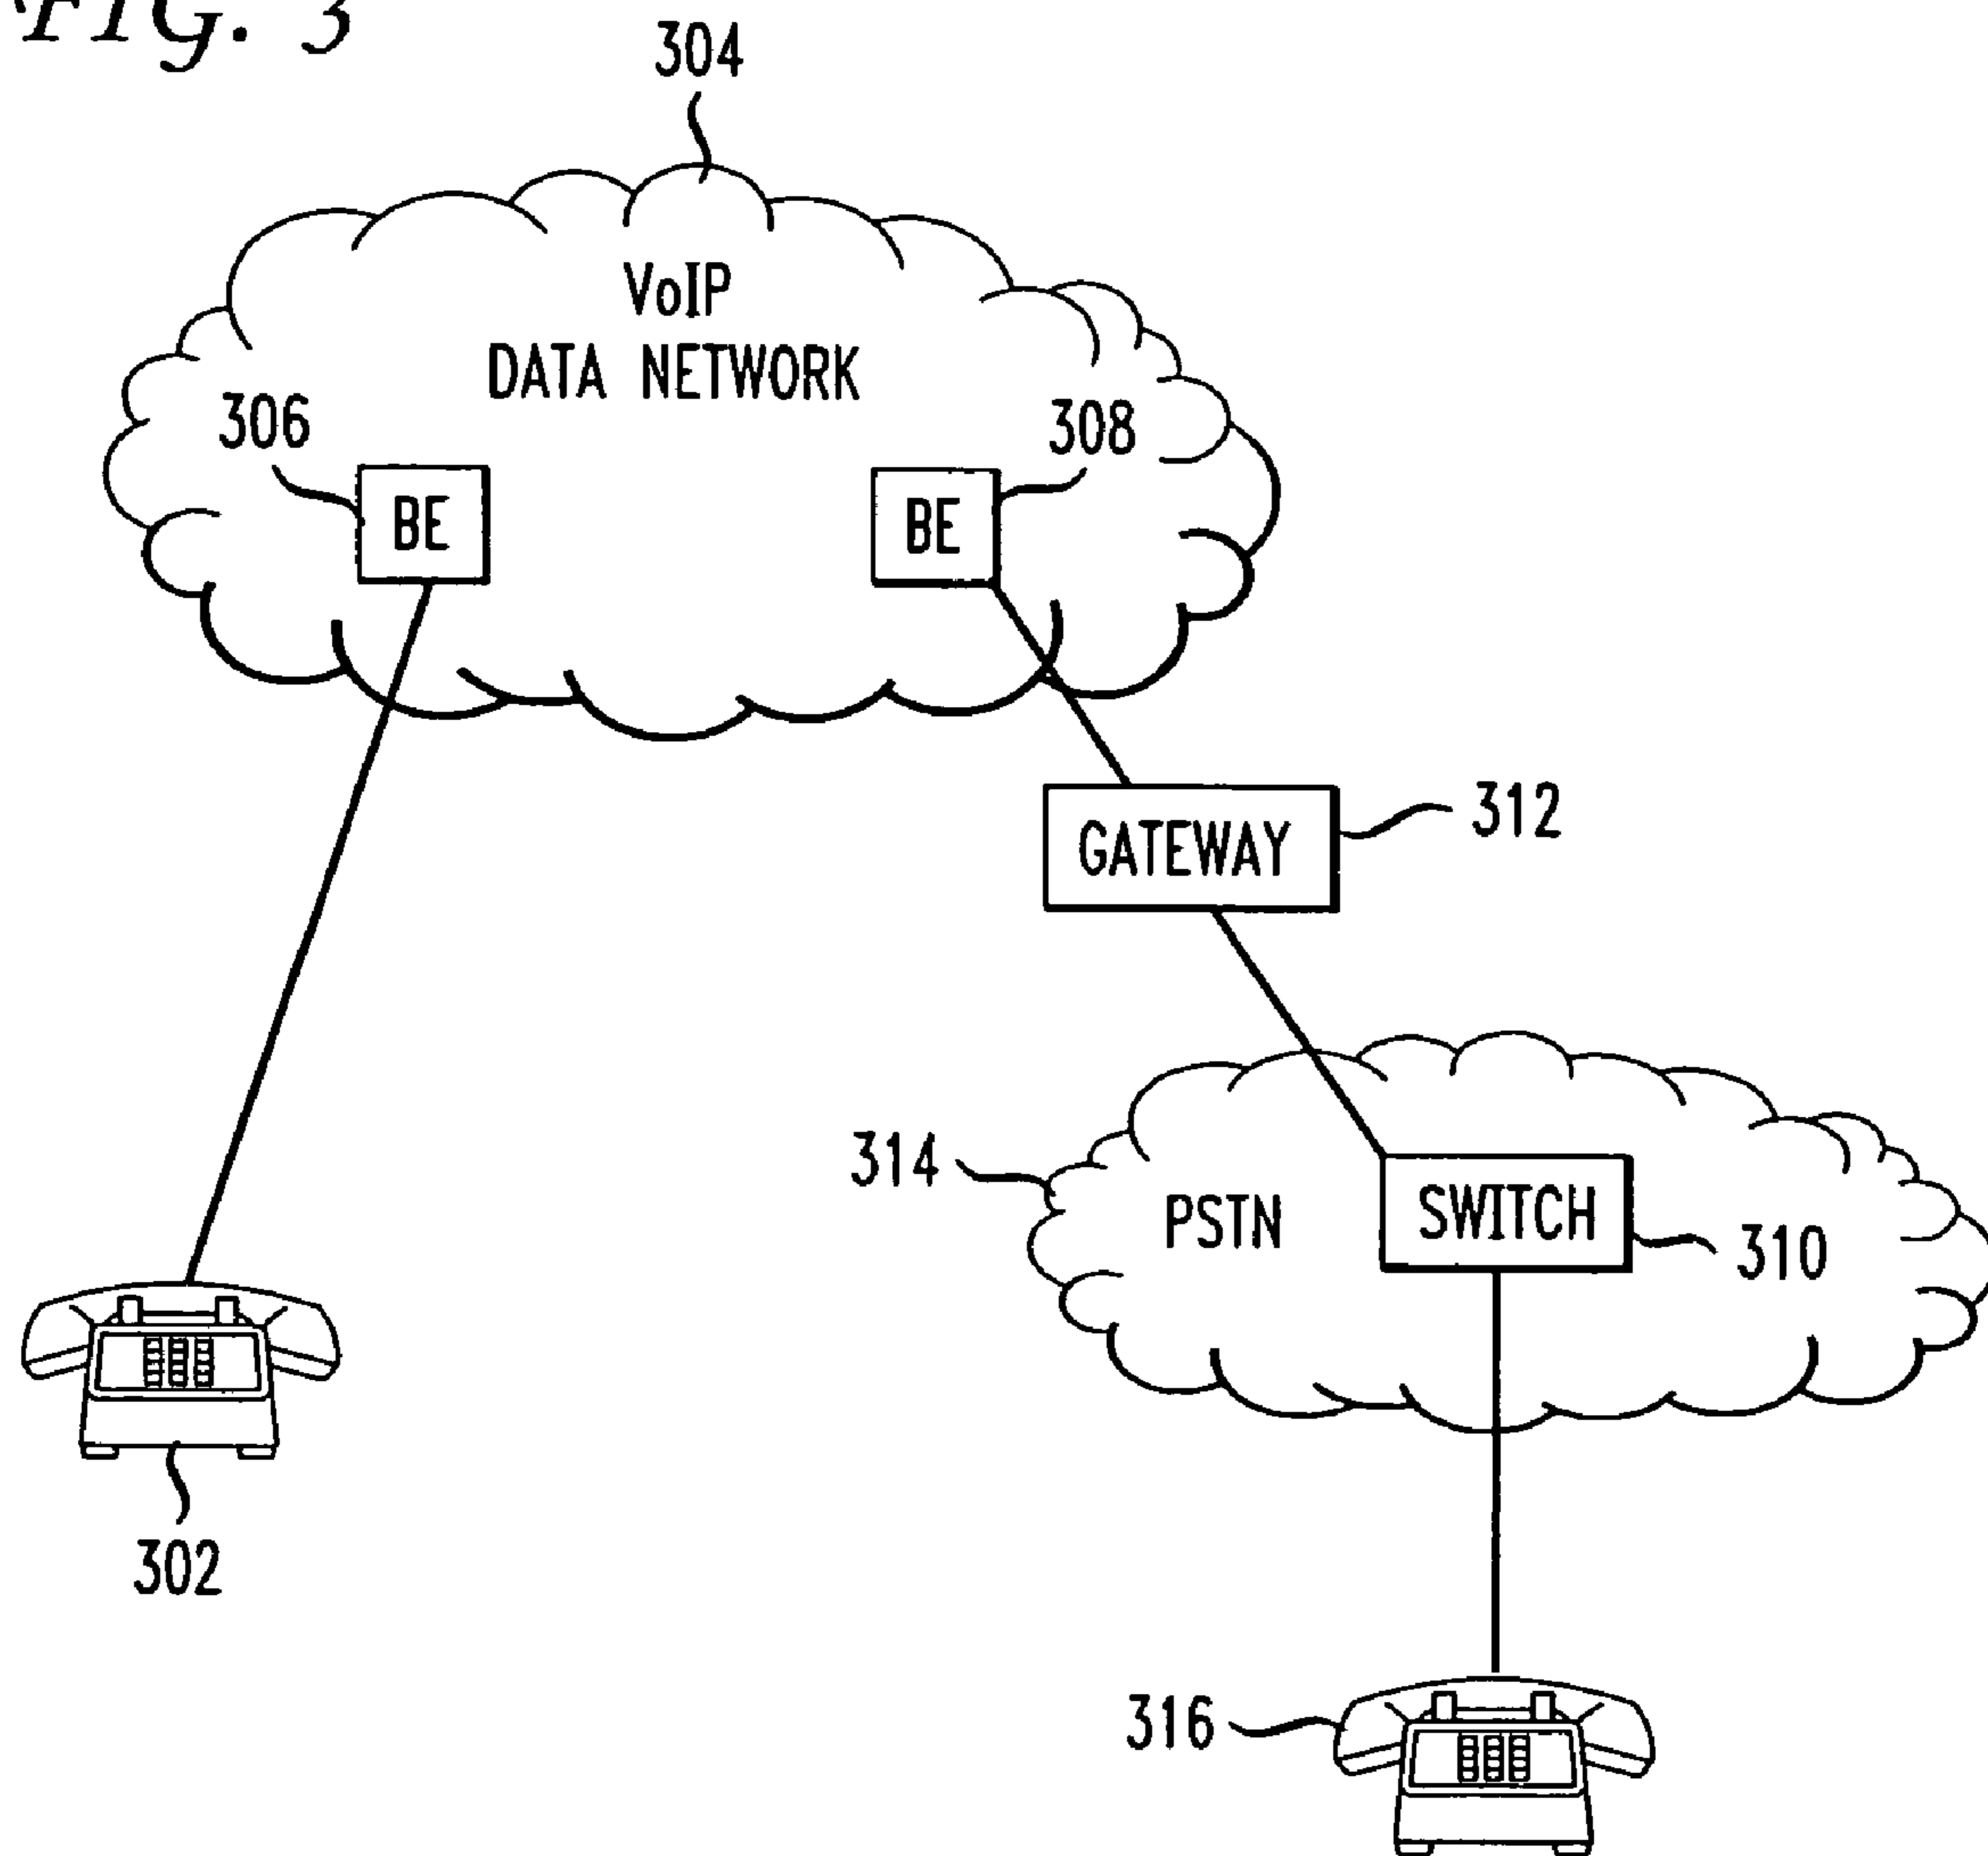 FIG. 3
304
VoIP
DATA NETWORK
306
308
BE
BE
312
GATEWAY
314
PSTN
SWITCH
310
302
316